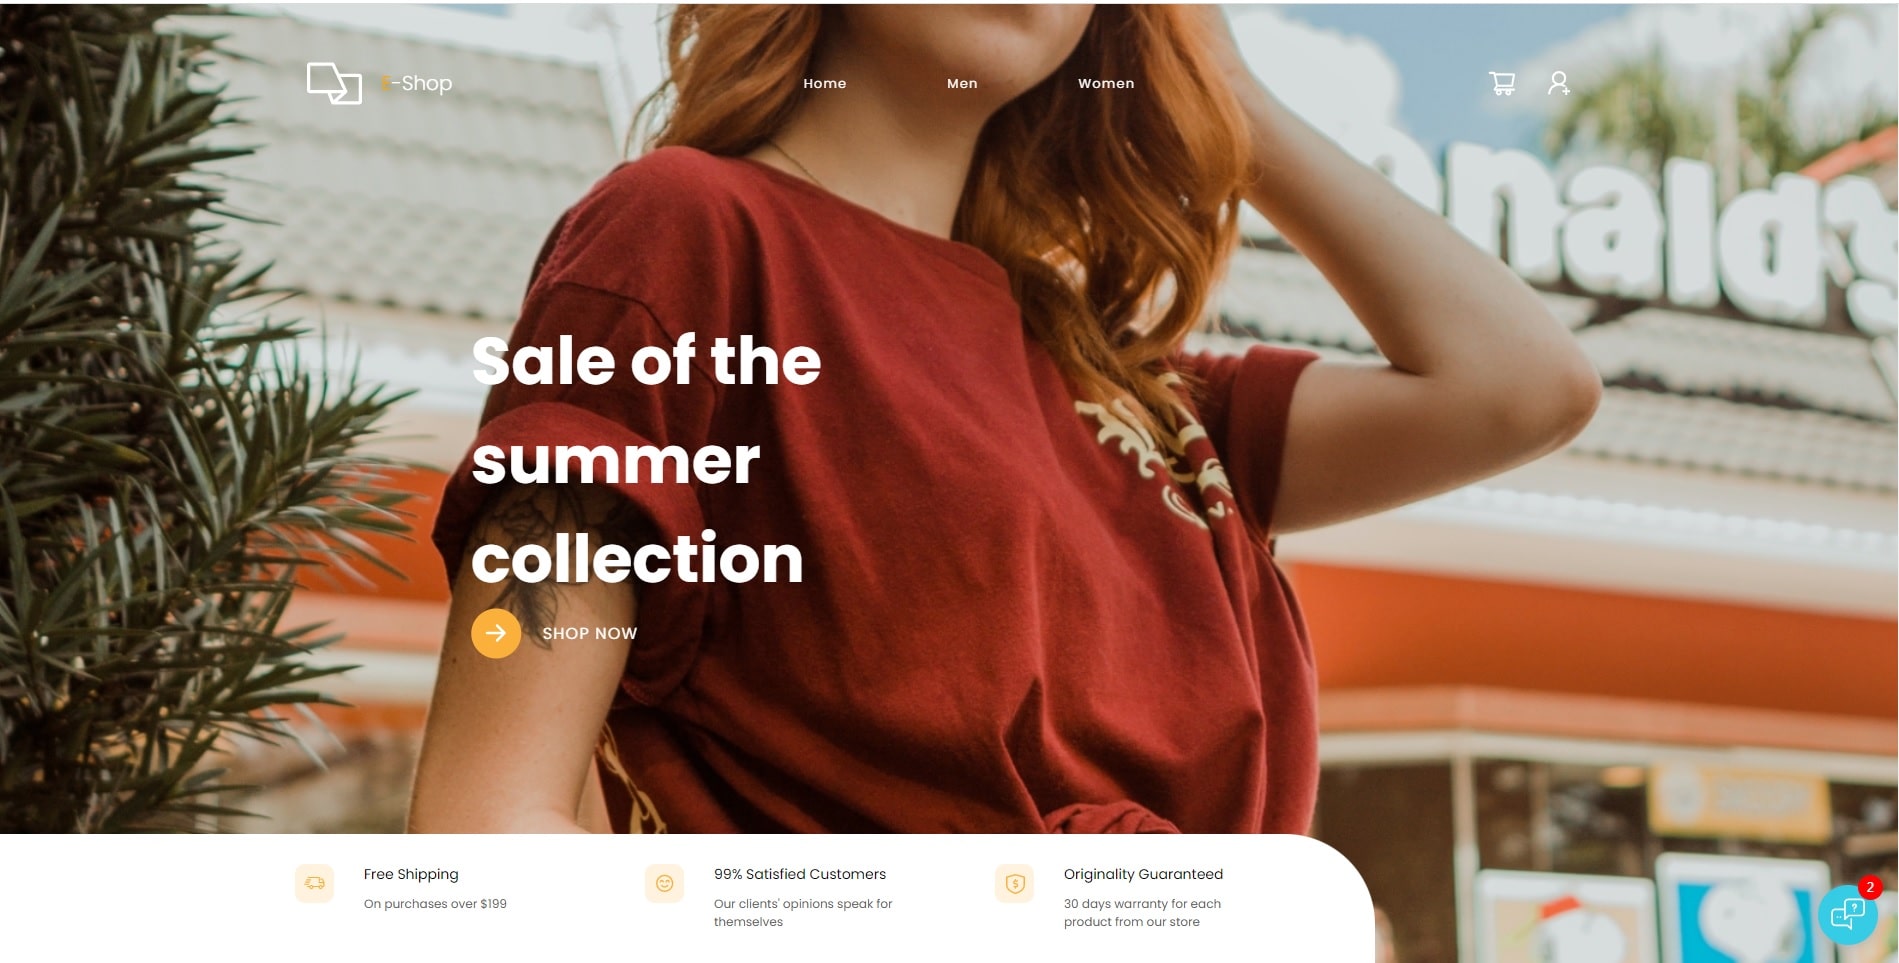 E-Shop
Home
Men
Women
onald's
Sale of the
summer
collection
SHOP NOW
Free Shipping
On purchases over $199
99% Satisfied Customers
Our clients' opinions speak for
themselves
Originality Guaranteed
30 days warranty for each
product from our store
2